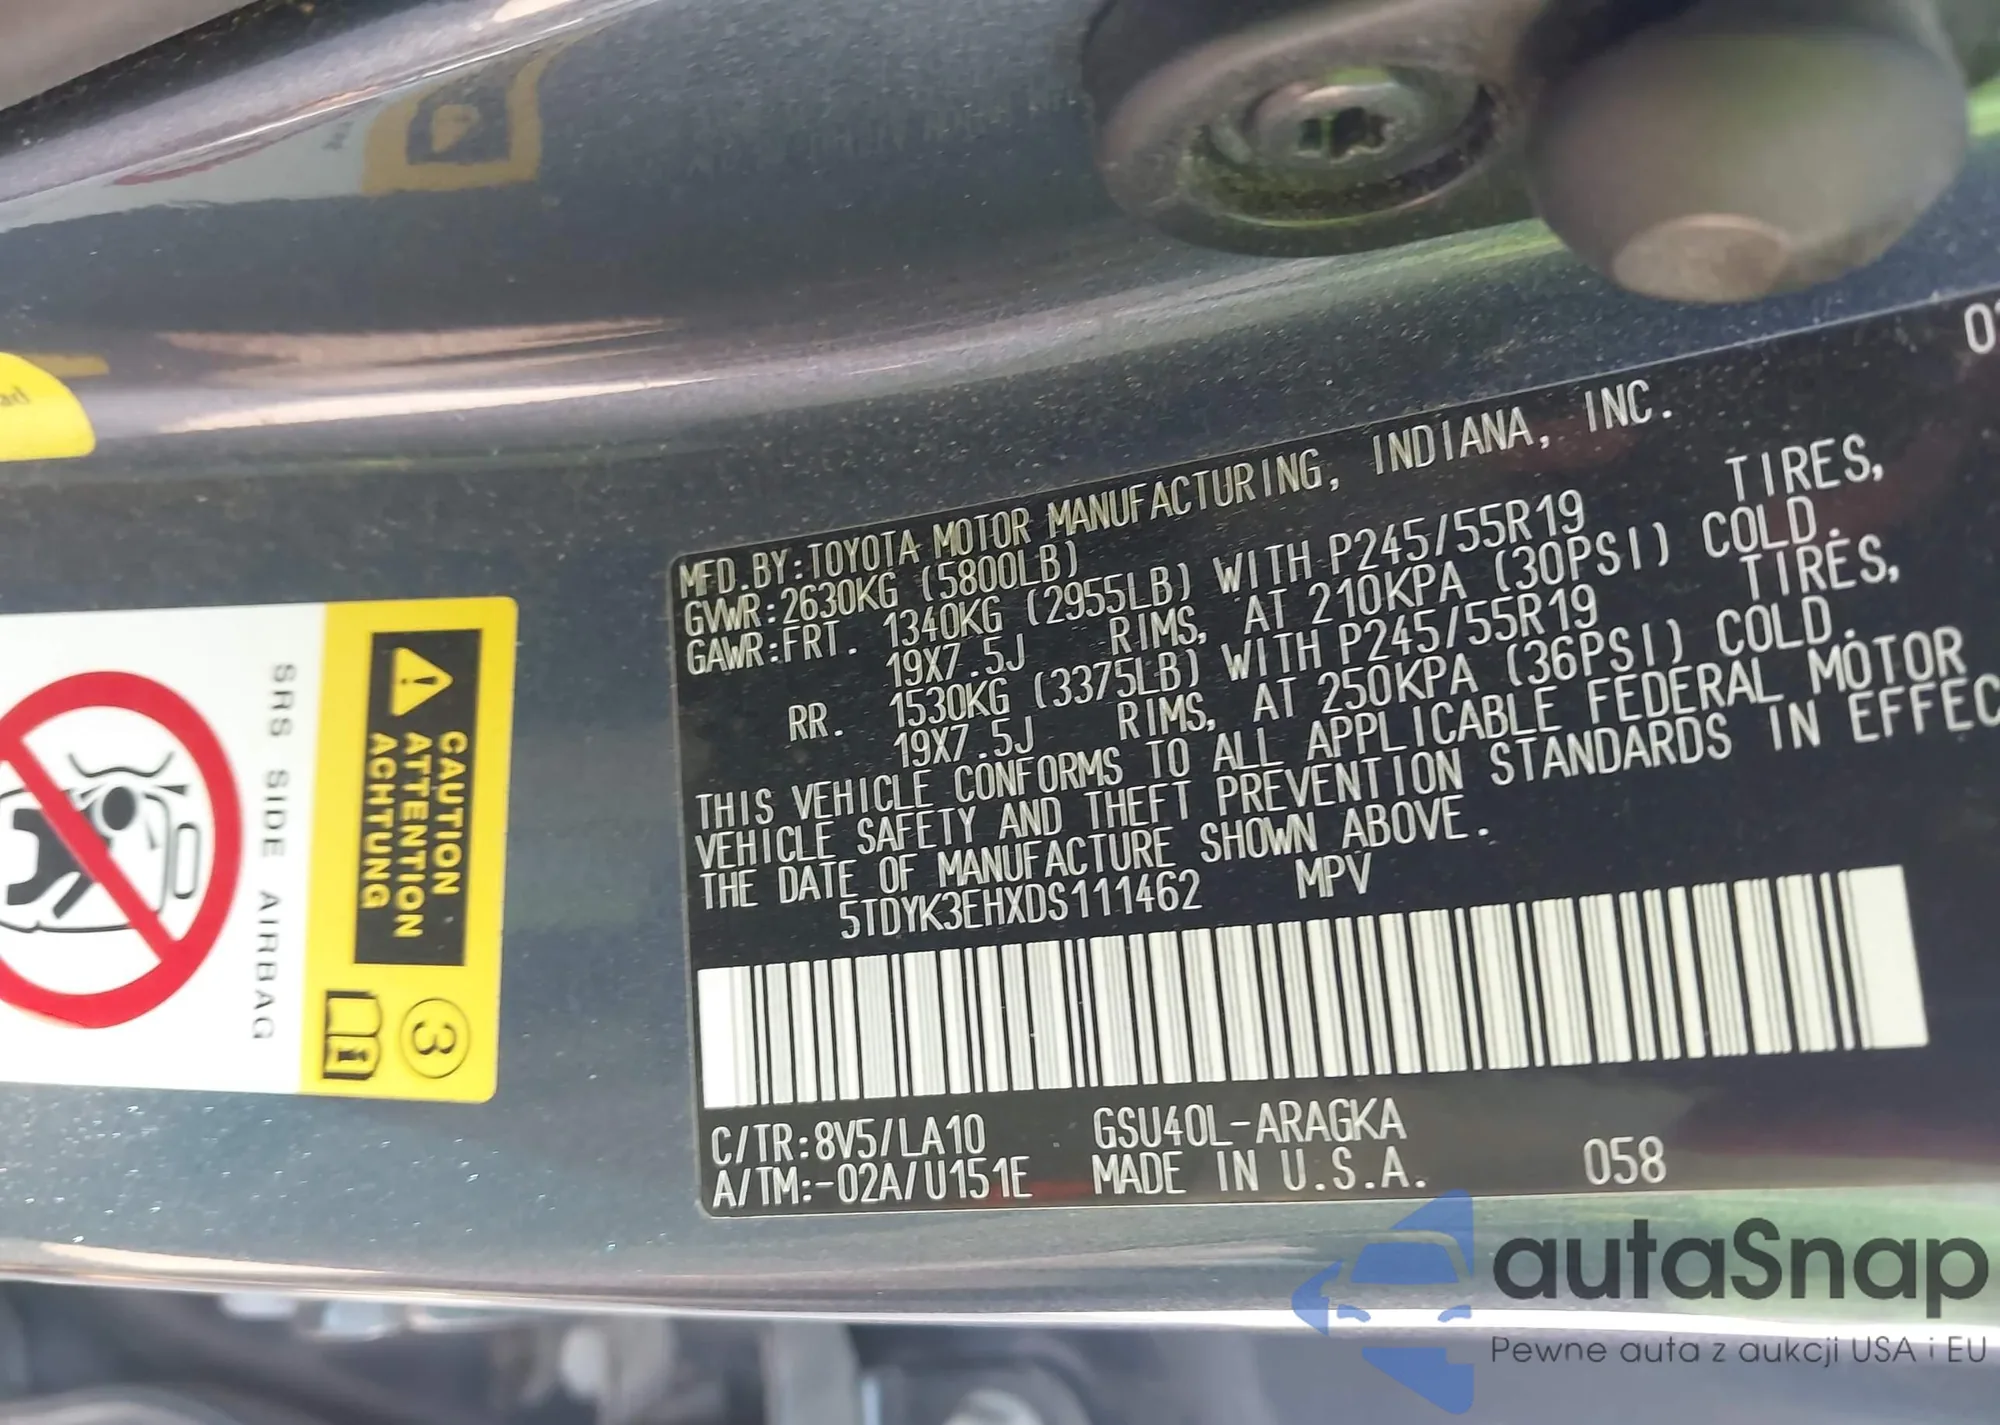 ad
SRS SIDE AIRBAG
CAUTION
ATTENTION
ACHTUNG
3
MFD.BY:TOYOTA MOTOR MANUFACTURING, INDIANA, INC.
GVWR:2630KG (5800LB)
GAWR:FRT. 1340KG (2955LB) WITH P245/55R19 TIRES,
19X7.5J RIMS, AT 210KPA (30PSI) COLD.
RR. 1530KG (3375LB) WITH P245/55R19 TIRES,
19X7.5J RIMS, AT 250KPA (36PSI) COLD.
THIS VEHICLE CONFORMS TO ALL APPLICABLE FEDERAL MOTOR
VEHICLE SAFETY AND THEFT PREVENTION STANDARDS IN EFFEC
THE DATE OF MANUFACTURE SHOWN ABOVE.
5TDYK3EHXDS111462 MPV
C/TR:8V5/LA10 GSU40L-ARAGKA
A/TM:-02A/U151E MADE IN U.S.A. 058
autaSnap
Pewne auta z aukcji USA i EU